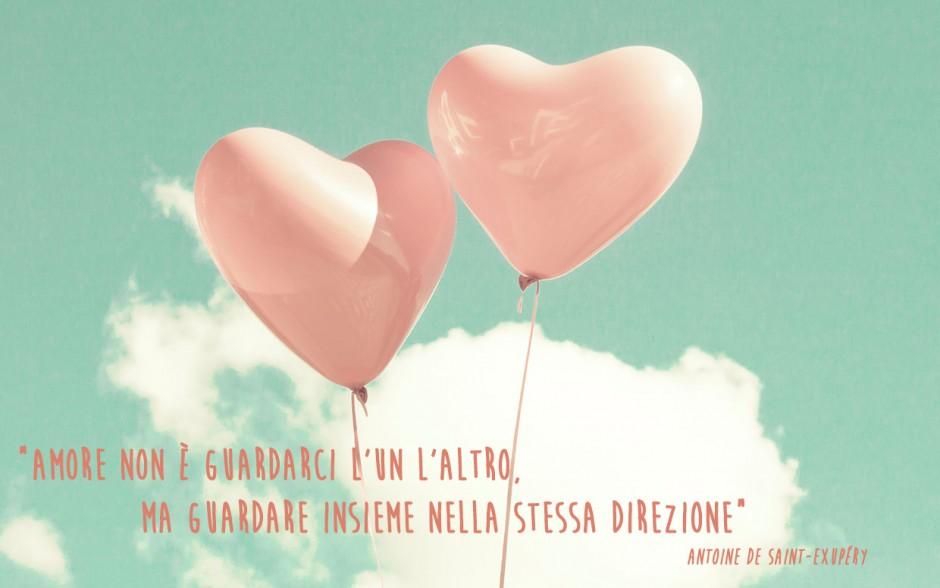 "AMORE NON È GUARDARCI L'UN L'ALTRO,
MA GUARDARE INSIEME NELLA STESSA DIREZIONE"
ANTOINE DE SAINT-EXUPÉRY